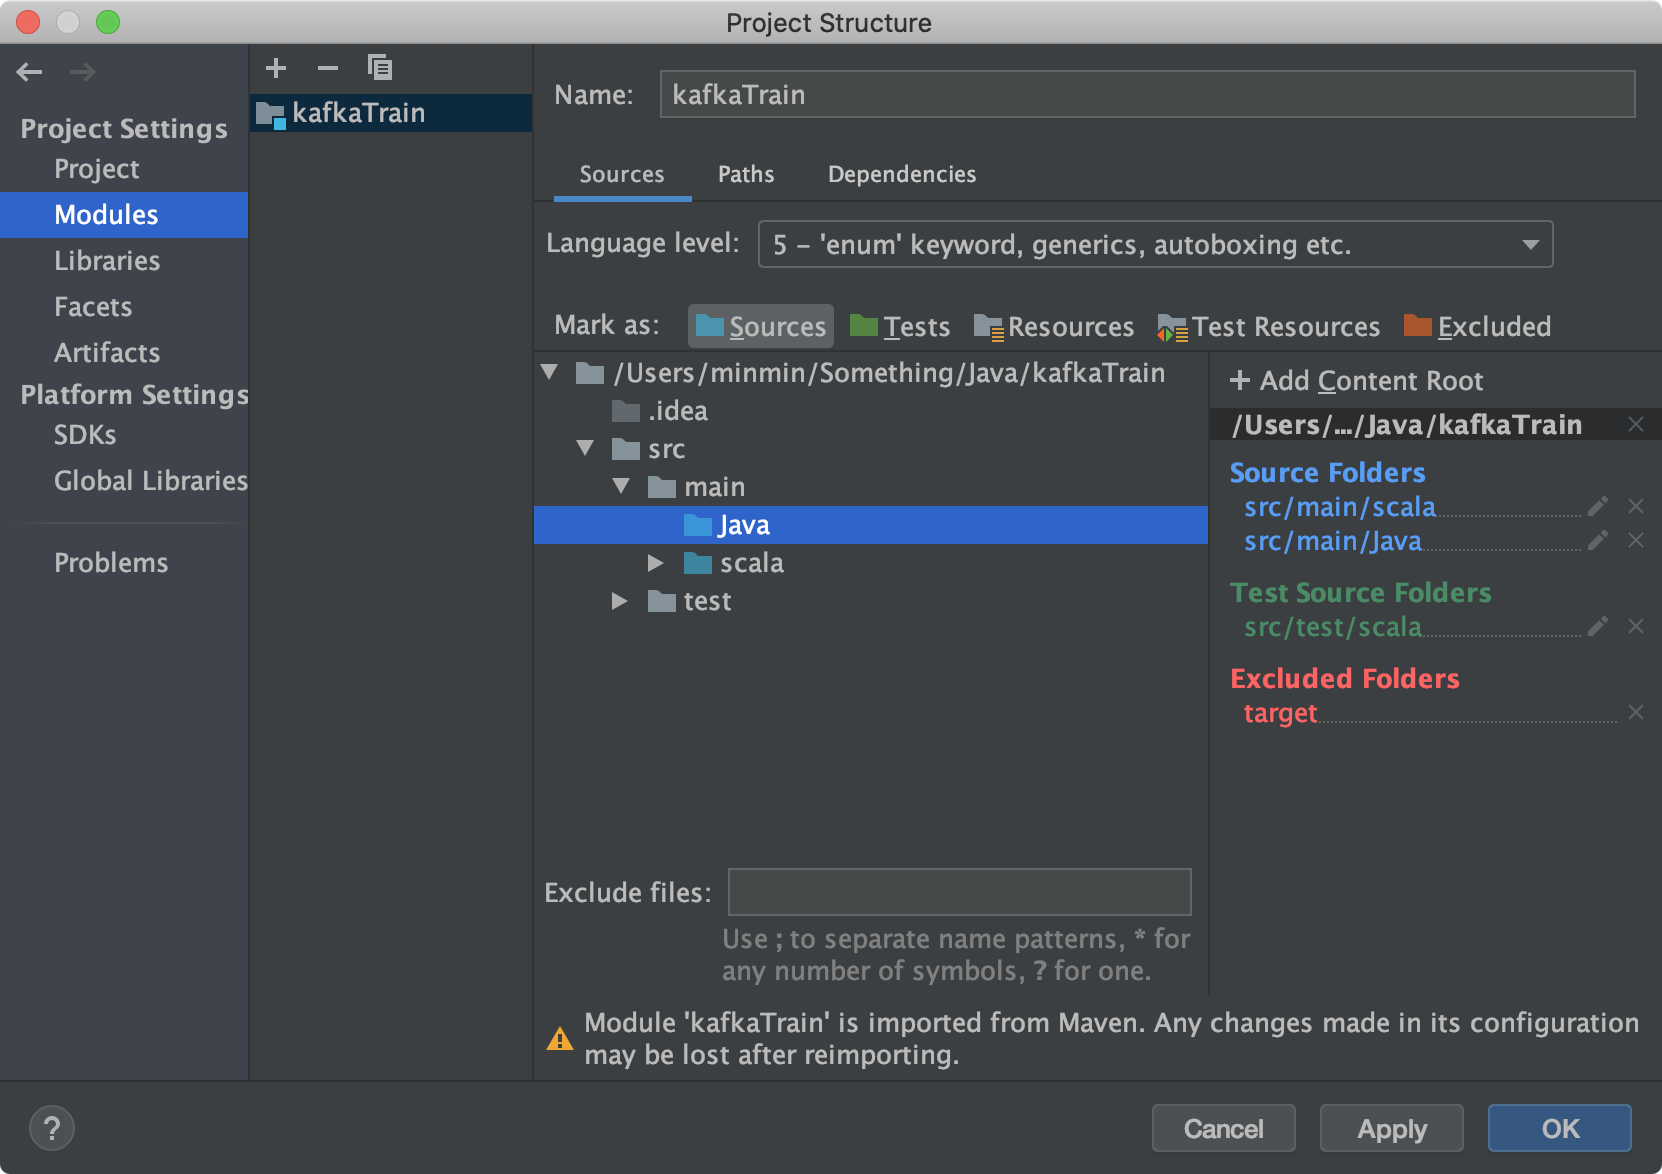 Project Structure
Project Settings
Project
Modules
Libraries
Facets
Artifacts
Platform Settings
SDKs
Global Libraries
Problems
kafkaTrain
Name: kafkaTrain
Sources Paths Dependencies
Language level: 5 – 'enum' keyword, generics, autoboxing etc.
Mark as: Sources Tests Resources Test Resources Excluded
/Users/minmin/Something/Java/kafkaTrain
.idea
src
main
Java
scala
test
+ Add Content Root
/Users/.../Java/kafkaTrain
Source Folders
src/main/scala
src/main/Java
Test Source Folders
src/test/scala
Excluded Folders
target
Exclude files:
Use ; to separate name patterns, * for
any number of symbols, ? for one.
Module 'kafkaTrain' is imported from Maven. Any changes made in its configuration
may be lost after reimporting.
? Cancel Apply OK